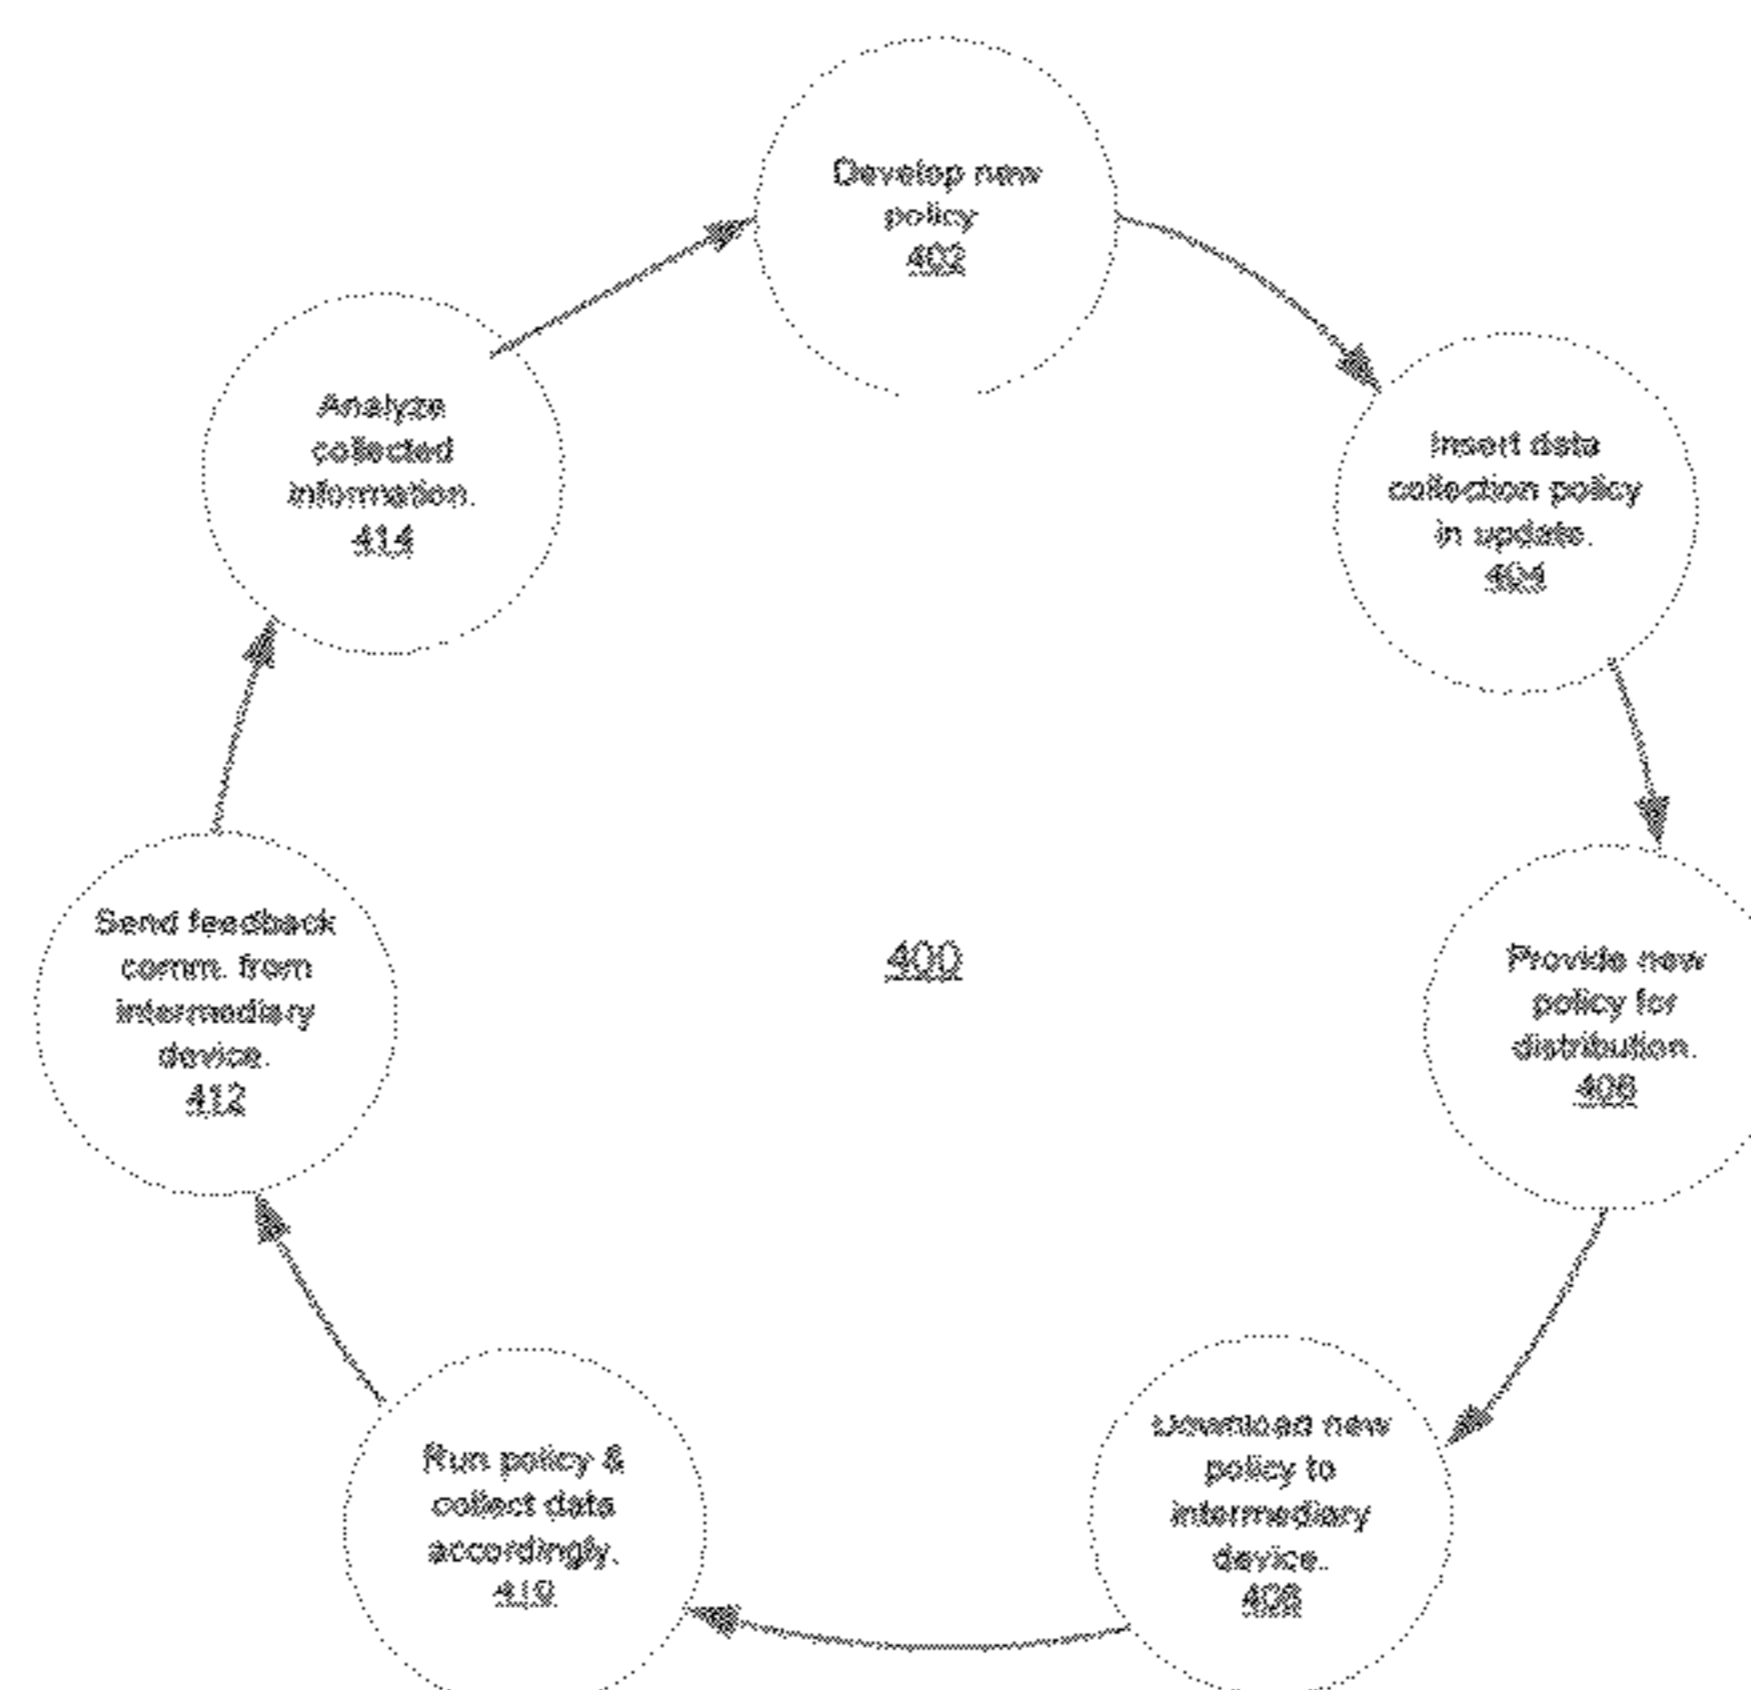 Develop new
policy
402
Insert data
collection policy
in update.
404
Provide new
policy for
distribution.
406
Download new
policy to
intermediary
device.
408
Run policy &
collect data
accordingly.
410
Send feedback
comm. from
intermediary
device.
412
Analyze
collected
information.
414
400